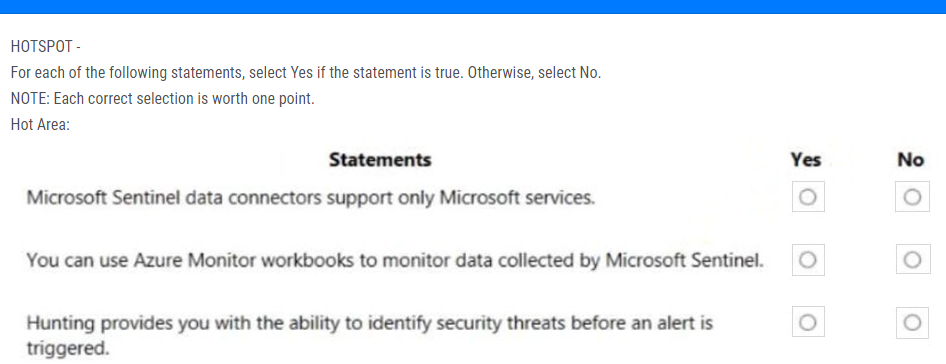 HOTSPOT -
For each of the following statements, select Yes if the statement is true. Otherwise, select No.
NOTE: Each correct selection is worth one point.
Hot Area:
Statements Yes No
Microsoft Sentinel data connectors support only Microsoft services.
You can use Azure Monitor workbooks to monitor data collected by Microsoft Sentinel.
Hunting provides you with the ability to identify security threats before an alert is
triggered.